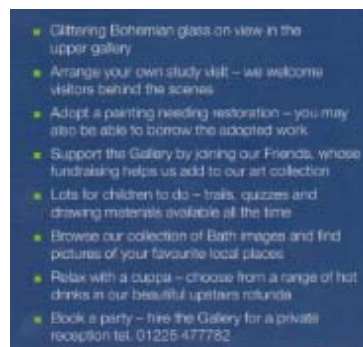 Glittering Bohemian glass on view in the
upper gallery
Arrange your own study visit – we welcome
visitors behind the scenes
Adopt a painting needing restoration – you may
also be able to borrow the adopted work
Support the Gallery by joining our Friends, whose
fundraising helps us add to our art collection
Lots for children to do – trails, quizzes and
drawing materials available all the time
Browse our collection of Bath images and find
pictures of your favourite local places
Relax with a cuppa – choose from a range of hot
drinks in our beautiful upstairs rotunda
Book a party – hire the Gallery for a private
reception tel. 01225 477782